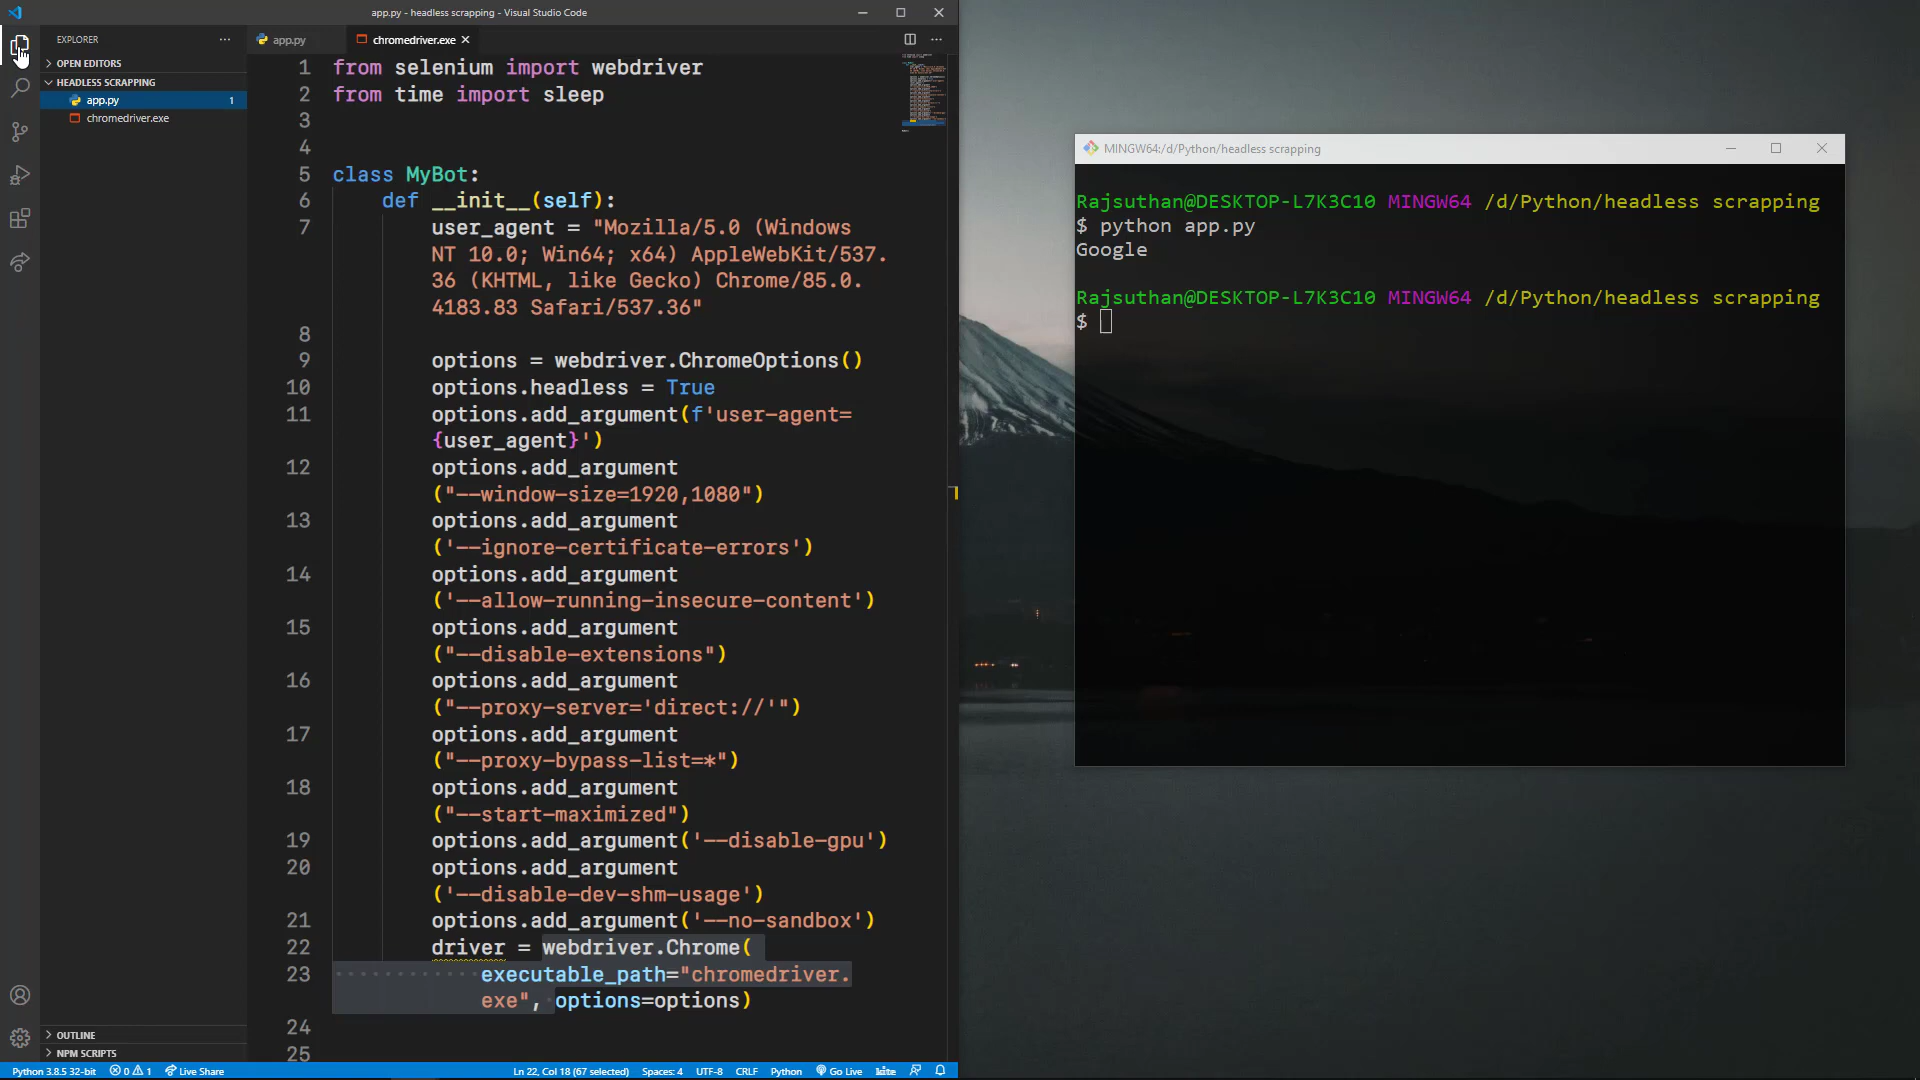 app.py - headless scrapping - Visual Studio Code
EXPLORER
OPEN EDITORS
HEADLESS SCRAPPING
app.py 1
chromedriver.exe
OUTLINE
NPM SCRIPTS
app.py
chromedriver.exe
1 from selenium import webdriver
2 from time import sleep
3
4
5 class MyBot:
6 def __init__(self):
7 user_agent = "Mozilla/5.0 (Windows
NT 10.0; Win64; x64) AppleWebKit/537.
36 (KHTML, like Gecko) Chrome/85.0.
4183.83 Safari/537.36"
8
9 options = webdriver.ChromeOptions()
10 options.headless = True
11 options.add_argument(f'user-agent=
{user_agent}')
12 options.add_argument
("--window-size=1920,1080")
13 options.add_argument
('--ignore-certificate-errors')
14 options.add_argument
('--allow-running-insecure-content')
15 options.add_argument
("--disable-extensions")
16 options.add_argument
("--proxy-server='direct://'")
17 options.add_argument
("--proxy-bypass-list=*")
18 options.add_argument
("--start-maximized")
19 options.add_argument('--disable-gpu')
20 options.add_argument
('--disable-dev-shm-usage')
21 options.add_argument('--no-sandbox')
22 driver = webdriver.Chrome(
23 executable_path="chromedriver.
exe", options=options)
24
25
Python 3.8.5 32-bit 0 1 Live Share Ln 22, Col 18 (67 selected) Spaces: 4 UTF-8 CRLF Python Go Live kite
MINGW64:/d/Python/headless scrapping
Rajsuthan@DESKTOP-L7K3C10 MINGW64 /d/Python/headless scrapping
$ python app.py
Google
Rajsuthan@DESKTOP-L7K3C10 MINGW64 /d/Python/headless scrapping
$